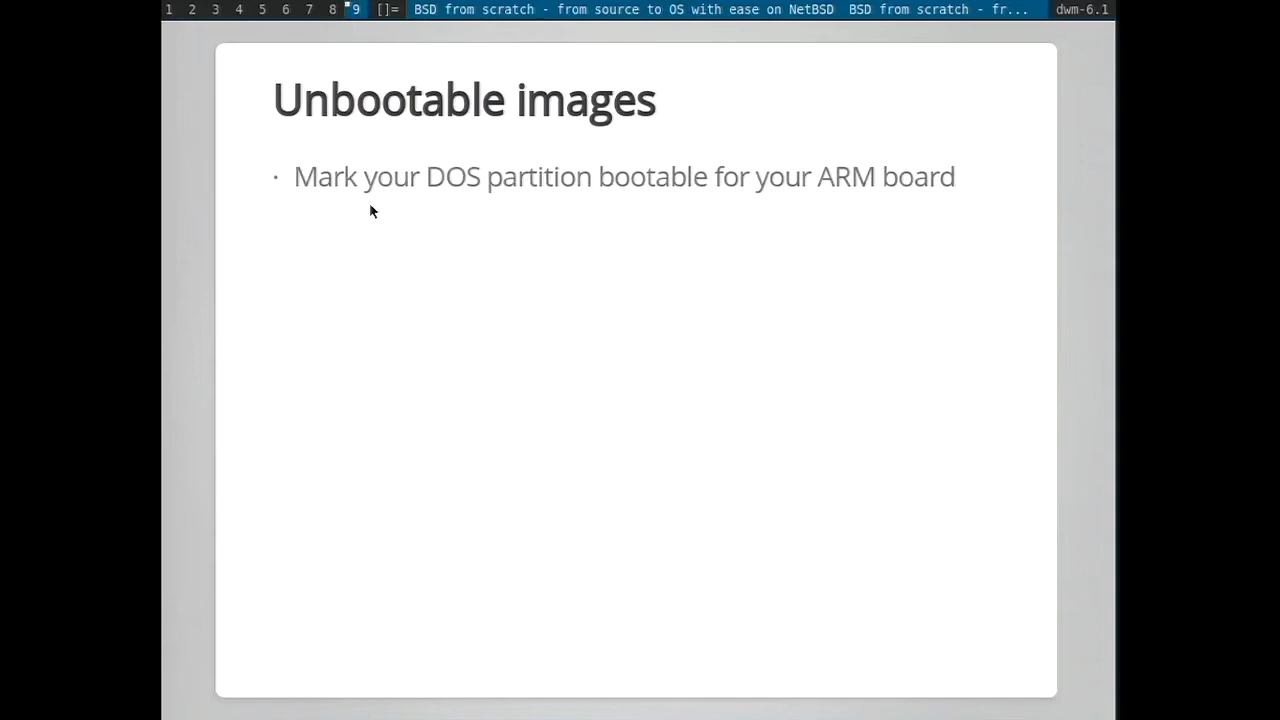 1 2 3 4 5 6 7 8 9 []= BSD from scratch - from source to OS with ease on NetBSD BSD from scratch - fr... dwm-6.1
Unbootable images
· Mark your DOS partition bootable for your ARM board